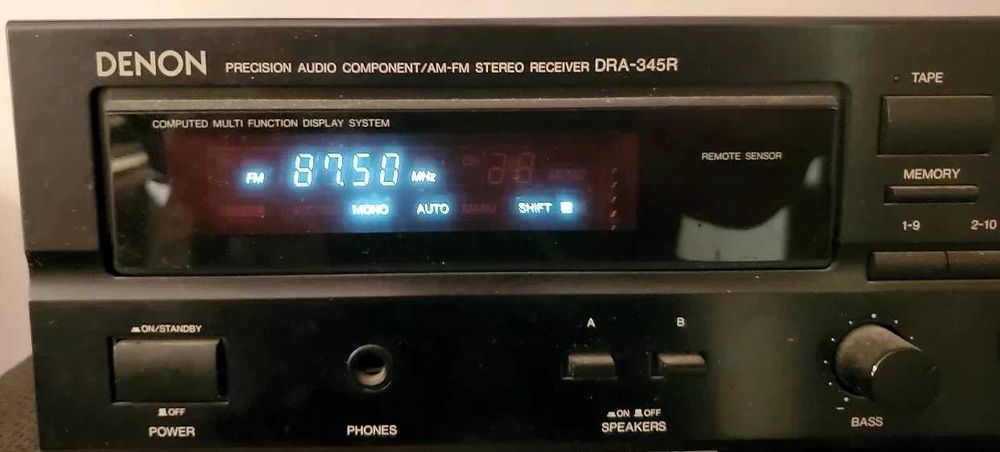 DENON PRECISION AUDIO COMPONENT/AM-FM STEREO RECEIVER DRA-345R
TAPE
COMPUTED MULTI FUNCTION DISPLAY SYSTEM
REMOTE SENSOR
FM 87.50 MHz
MEMORY
MONO AUTO MANU SHIFT
1-9 2-10
ON/STANDBY
A B
OFF
ON OFF
POWER
PHONES
SPEAKERS
BASS